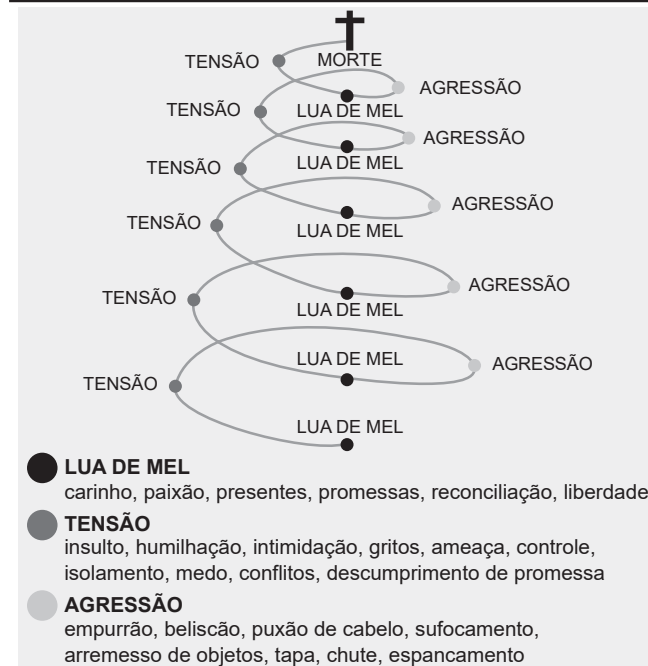 TENSÃO
MORTE
AGRESSÃO
TENSÃO
LUA DE MEL
AGRESSÃO
TENSÃO
LUA DE MEL
AGRESSÃO
TENSÃO
LUA DE MEL
AGRESSÃO
TENSÃO
LUA DE MEL
LUA DE MEL
AGRESSÃO
TENSÃO
LUA DE MEL
LUA DE MEL
carinho, paixão, presentes, promessas, reconciliação, liberdade
TENSÃO
insulto, humilhação, intimidação, gritos, ameaça, controle,
isolamento, medo, conflitos, descumprimento de promessa
AGRESSÃO
empurrão, beliscão, puxão de cabelo, sufocamento,
arremesso de objetos, tapa, chute, espancamento